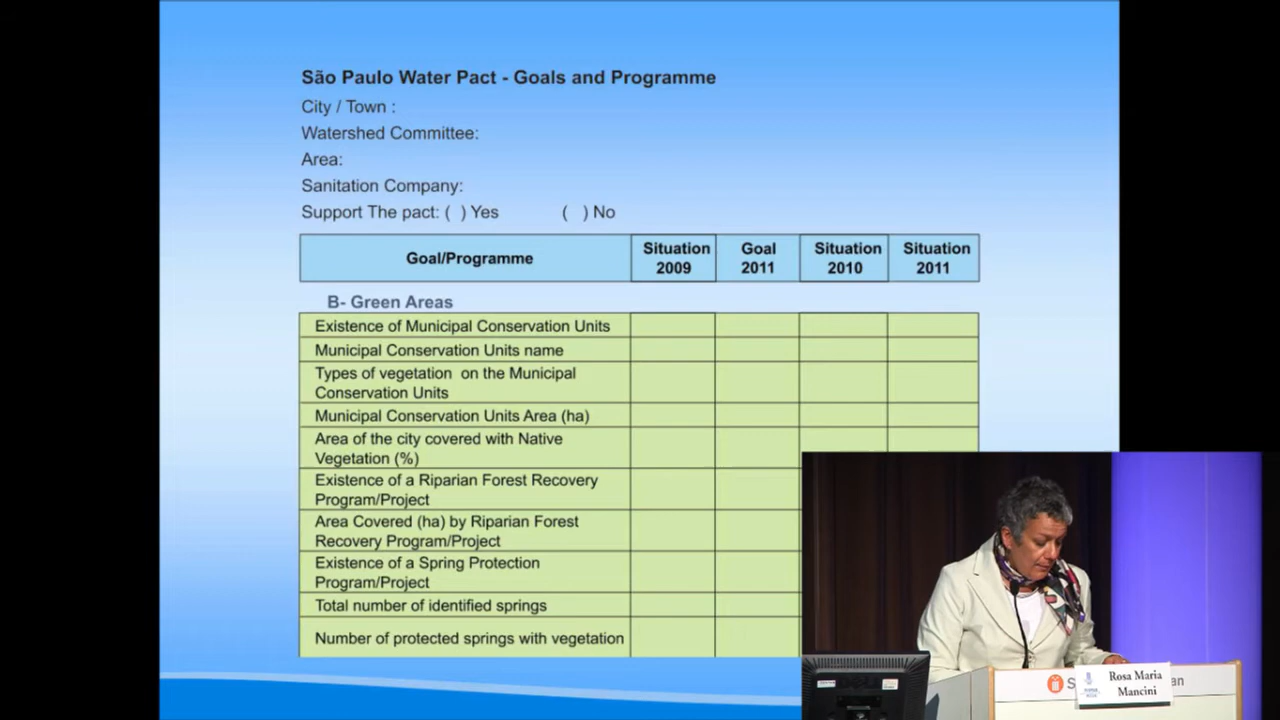 São Paulo Water Pact - Goals and Programme
City / Town :
Watershed Committee:
Area:
Sanitation Company:
Support The pact: ( ) Yes ( ) No
Goal/Programme
Situation
2009
Goal
2011
Situation
2010
Situation
2011
B- Green Areas
Existence of Municipal Conservation Units
Municipal Conservation Units name
Types of vegetation on the Municipal
Conservation Units
Municipal Conservation Units Area (ha)
Area of the city covered with Native
Vegetation (%)
Existence of a Riparian Forest Recovery
Program/Project
Area Covered (ha) by Riparian Forest
Recovery Program/Project
Existence of a Spring Protection
Program/Project
Total number of identified springs
Number of protected springs with vegetation
Rosa Maria
Mancini